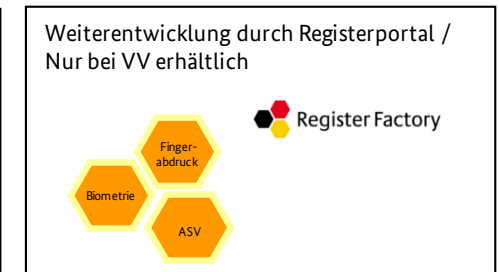 Weiterentwicklung durch Registerportal /
Nur bei VV erhältlich
Register Factory
Finger-
abdruck
Biometrie
ASV